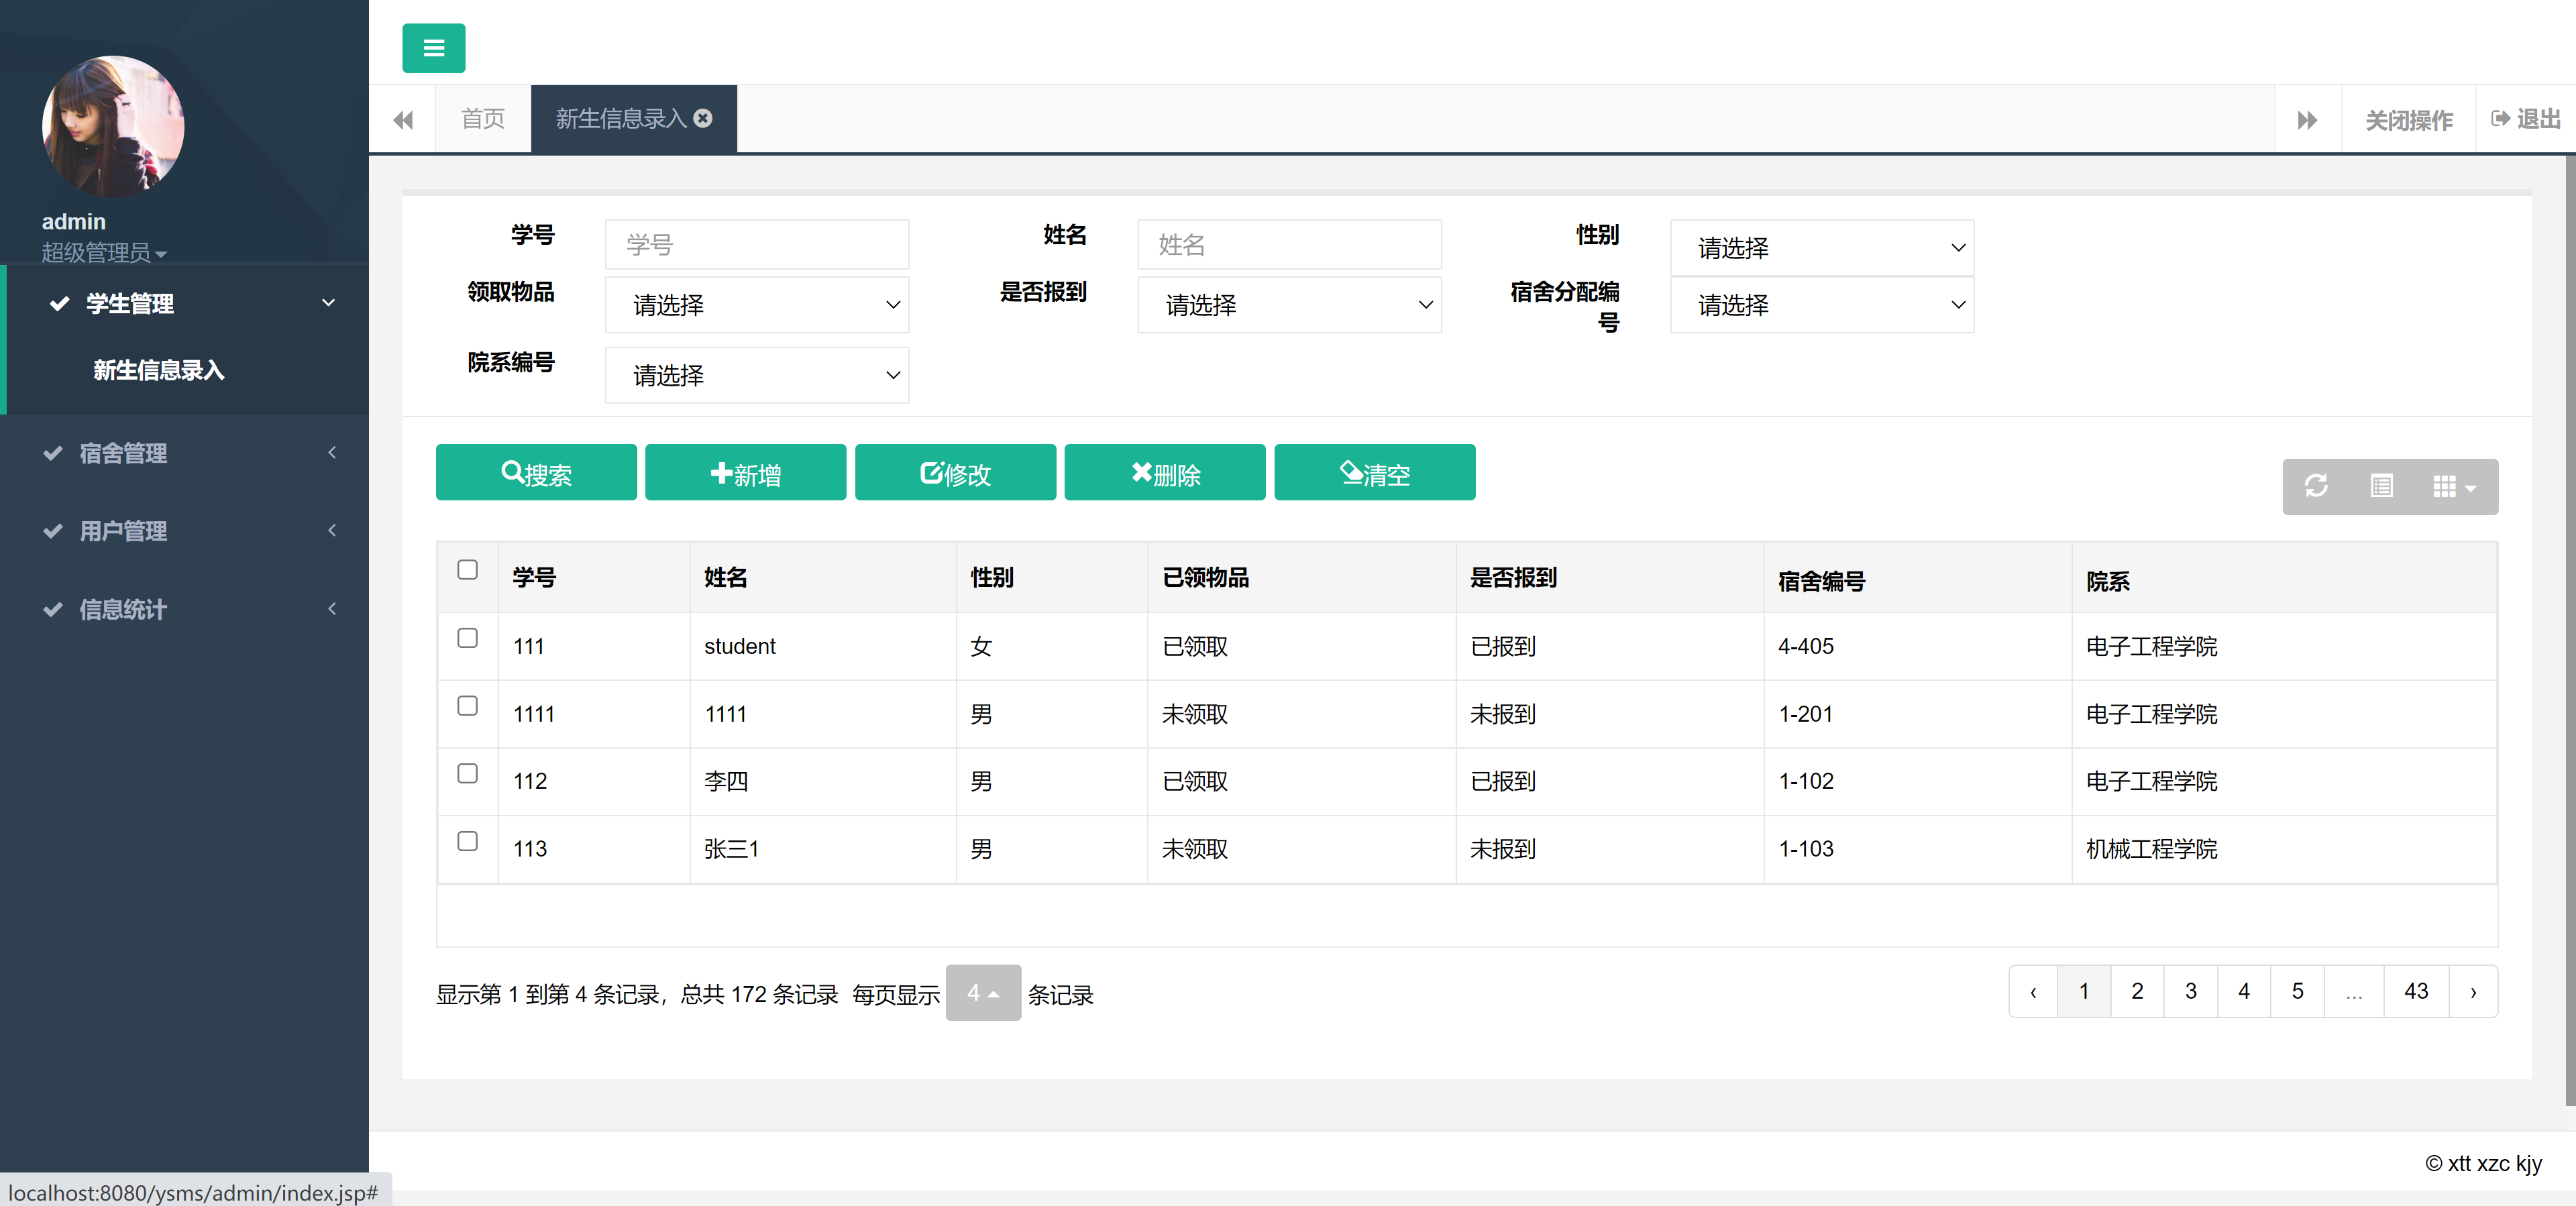 admin
超级管理员
学生管理
新生信息录入
宿舍管理
用户管理
信息统计
首页
新生信息录入
关闭操作
退出
学号 学号 姓名 姓名 性别 请选择
领取物品 请选择 是否报到 请选择 宿舍分配编号 请选择
院系编号 请选择
搜索 新增 修改 删除 清空
学号 姓名 性别 已领物品 是否报到 宿舍编号 院系
111 student 女 已领取 已报到 4-405 电子工程学院
1111 1111 男 未领取 未报到 1-201 电子工程学院
112 李四 男 已领取 已报到 1-102 电子工程学院
113 张三1 男 未领取 未报到 1-103 机械工程学院
显示第 1 到第 4 条记录，总共 172 条记录 每页显示 4 条记录
‹ 1 2 3 4 5 ... 43 ›
© xtt xzc kjy
localhost:8080/ysms/admin/index.jsp#